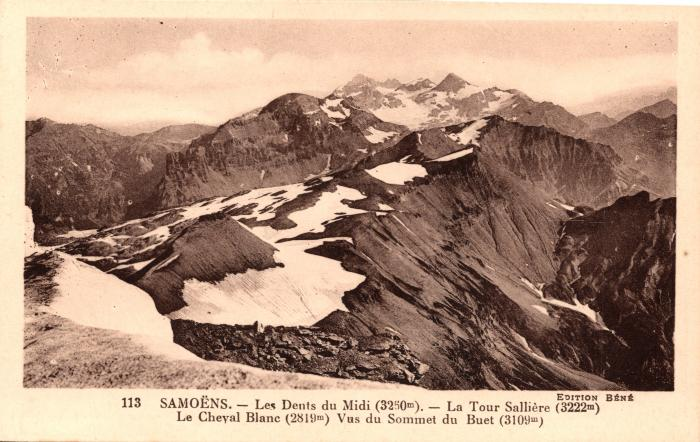 EDITION BÉNÉ
113 SAMOËNS. — Les Dents du Midi (3250m). — La Tour Sallière (3222m)
Le Cheval Blanc (2819m) Vus du Sommet du Buet (3109m)